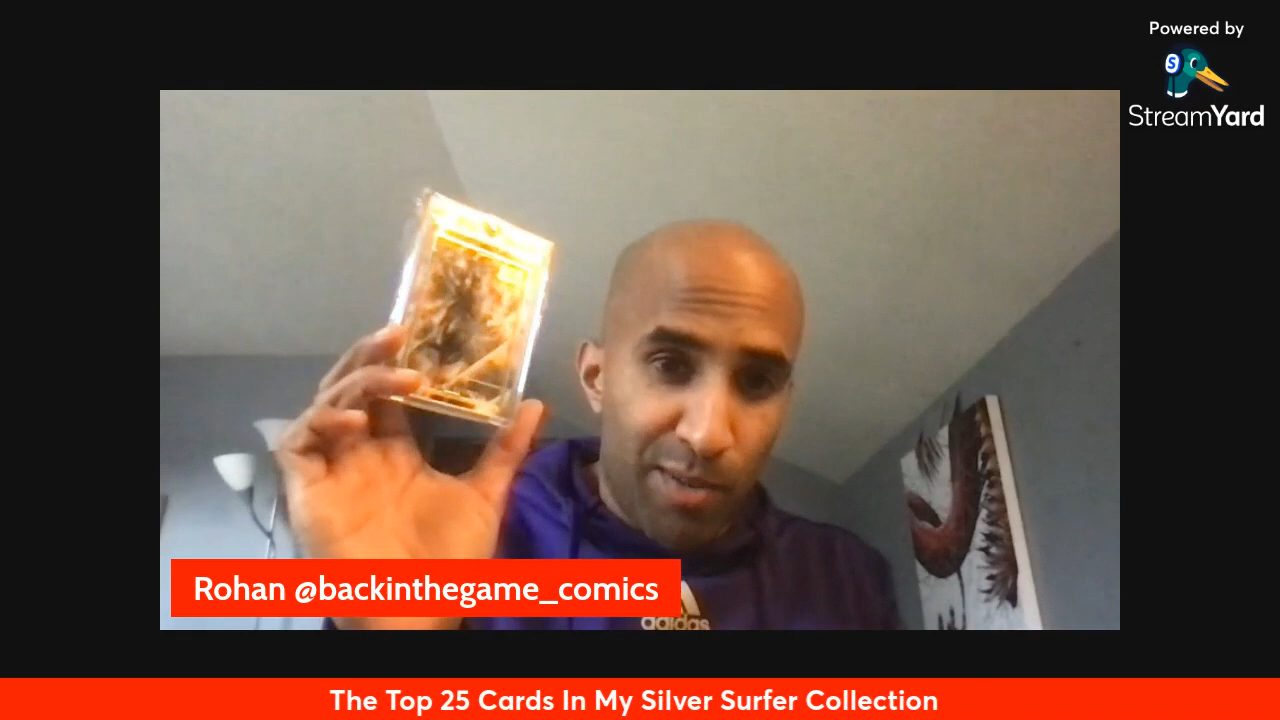 Powered by
S
StreamYard
Rohan @backinthegame_comics
adidas
The Top 25 Cards In My Silver Surfer Collection